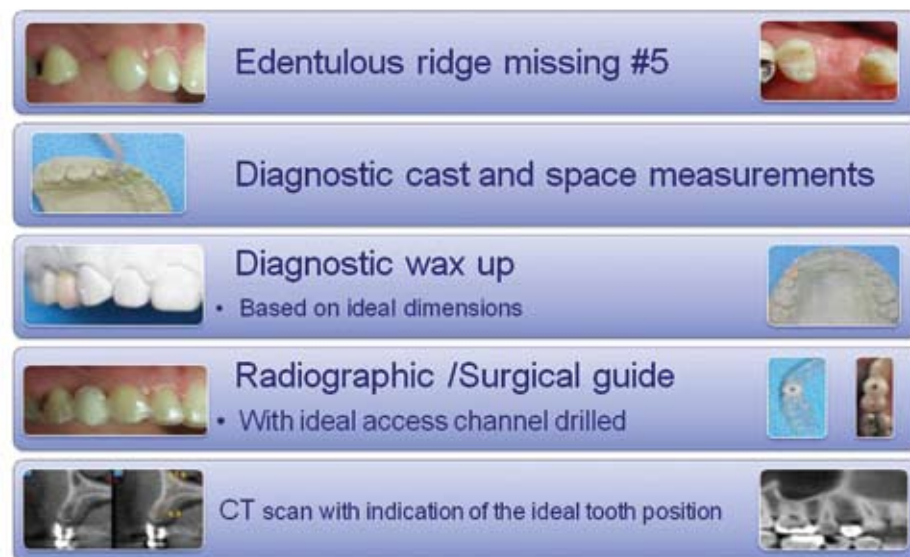 Edentulous ridge missing #5
Diagnostic cast and space measurements
Diagnostic wax up
• Based on ideal dimensions
Radiographic /Surgical guide
• With ideal access channel drilled
CT scan with indication of the ideal tooth position